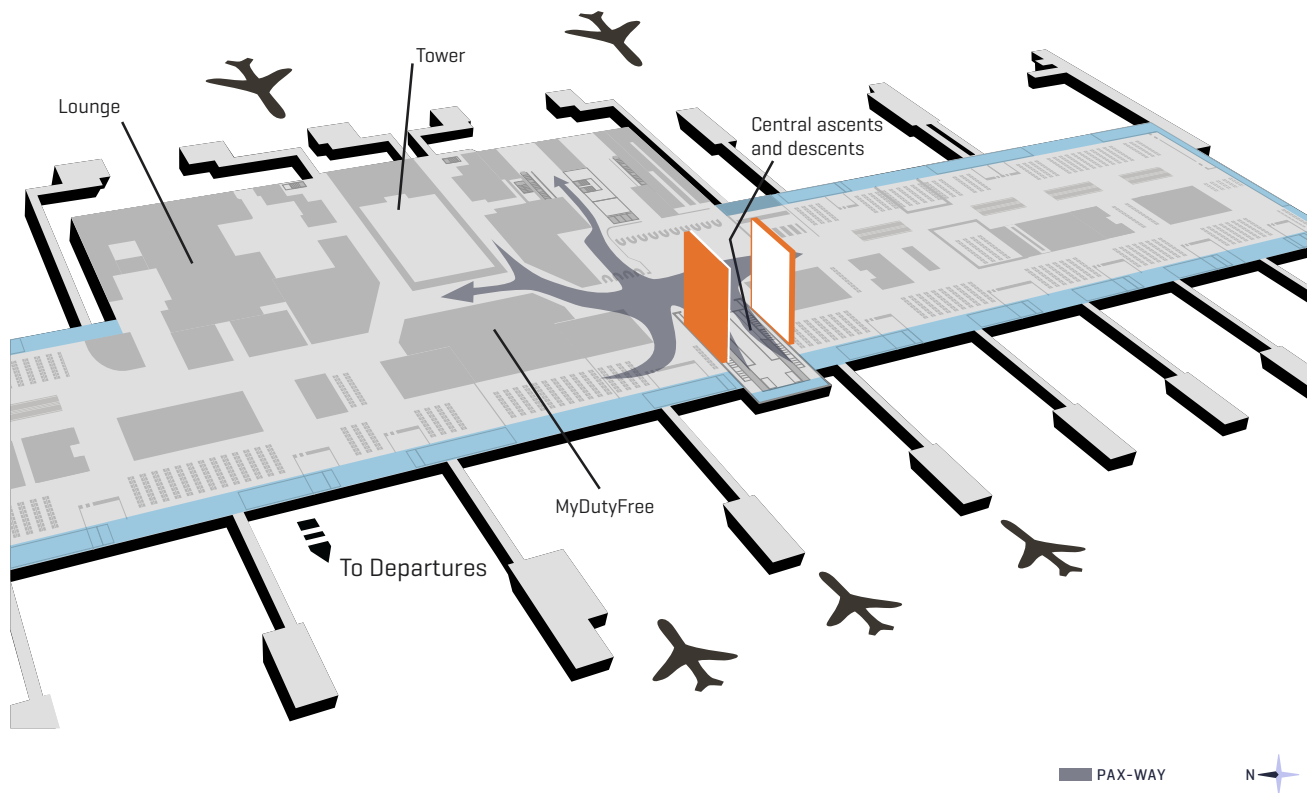 Tower
Lounge
Central ascents
and descents
MyDutyFree
To Departures
PAX-WAY
N